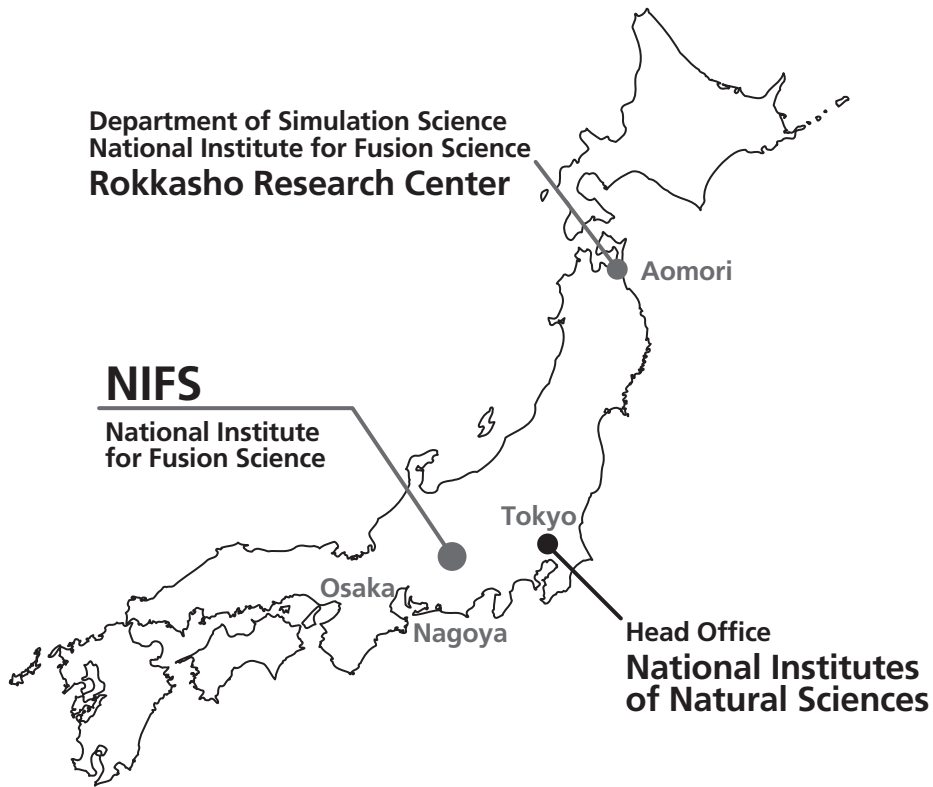 Department of Simulation Science
National Institute for Fusion Science
Rokkasho Research Center
Aomori
NIFS
National Institute
for Fusion Science
Tokyo
Osaka
Nagoya
Head Office
National Institutes
of Natural Sciences